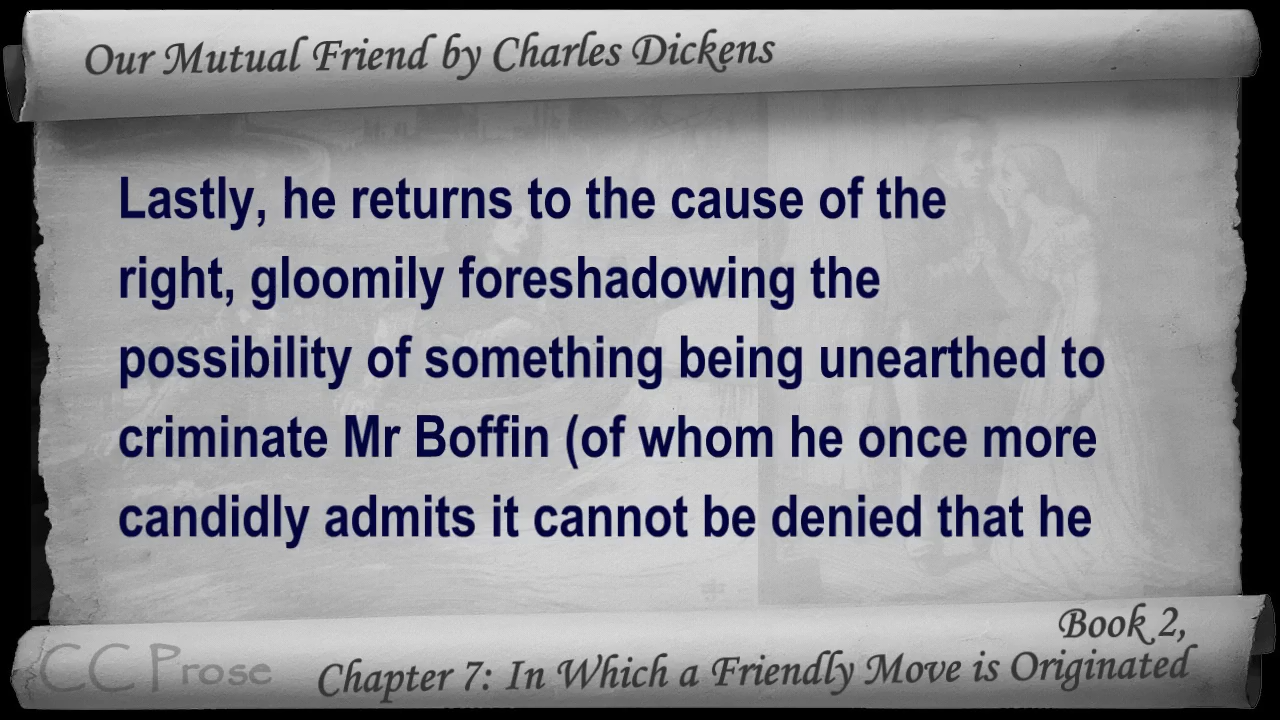 Our Mutual Friend by Charles Dickens
Lastly, he returns to the cause of the
right, gloomily foreshadowing the
possibility of something being unearthed to
criminate Mr Boffin (of whom he once more
candidly admits it cannot be denied that he
Book 2,
Chapter 7: In Which a Friendly Move is Originated
CC Prose